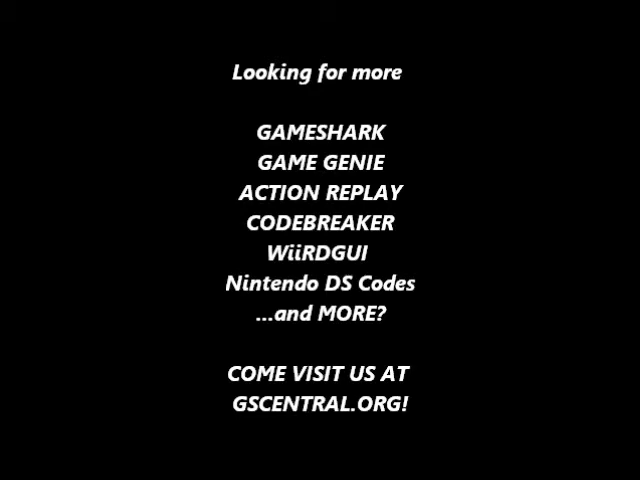 Looking for more
GAMESHARK
GAME GENIE
ACTION REPLAY
CODEBREAKER
WiiRDGUI
Nintendo DS Codes
...and MORE?
COME VISIT US AT
GSCENTRAL.ORG!